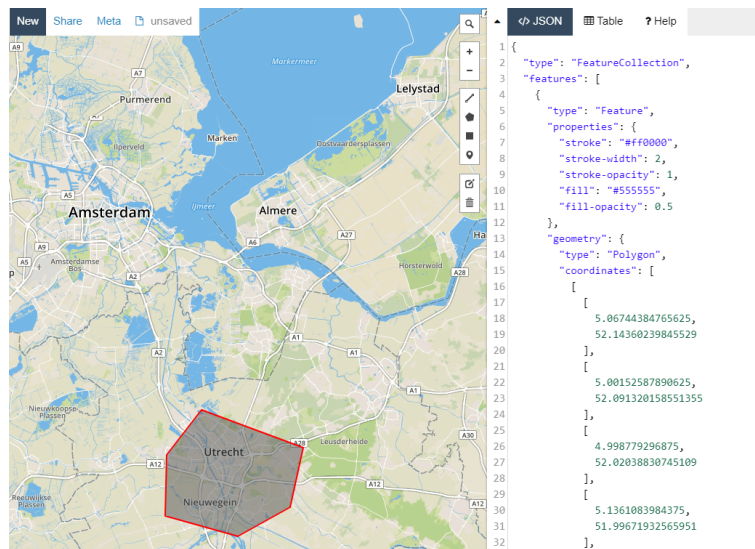 New Share Meta unsaved
JSON Table ? Help
A9
Markermeer
A7
Lelystad
Purmerend
Marken
Ilperveld
Oostvaardersplassen
A5
IJmeer
Amsterdam
Almere
A27
A6
A9
Amsterdamse
Bos
A2
Horsterwold
A28
Ha
A1
A2
A1
A1
Nieuwkoopse
Plassen
A28
Leusderheide
A30
Utrecht
A12
A12
Reeuwijkse
Plassen
Nieuwegein
A12
1 {
2 "type": "FeatureCollection",
3 "features": [
4 {
5 "type": "Feature",
6 "properties": {
7 "stroke": "#ff0000",
8 "stroke-width": 2,
9 "stroke-opacity": 1,
10 "fill": "#555555",
11 "fill-opacity": 0.5
12 },
13 "geometry": {
14 "type": "Polygon",
15 "coordinates": [
16 [
17 [
18 5.06744384765625,
19 52.14360239845529
20 ],
21 [
22 5.00152587890625,
23 52.091320158551355
24 ],
25 [
26 4.998779296875,
27 52.02038830745109
28 ],
29 [
30 5.1361083984375,
31 51.99671932565951
32 ],